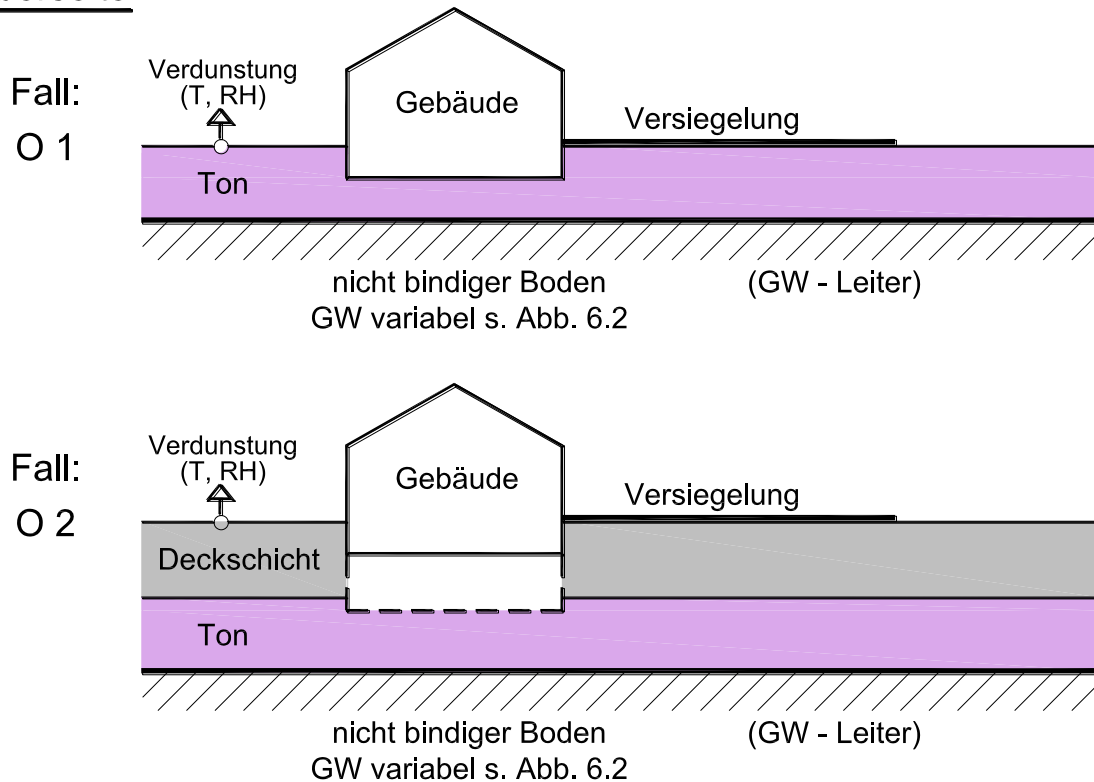 Fall:
O 1
Verdunstung
(T, RH)
Gebäude
Versiegelung
Ton
nicht bindiger Boden (GW - Leiter)
GW variabel s. Abb. 6.2
Fall:
O 2
Verdunstung
(T, RH)
Gebäude
Versiegelung
Deckschicht
Ton
nicht bindiger Boden (GW - Leiter)
GW variabel s. Abb. 6.2